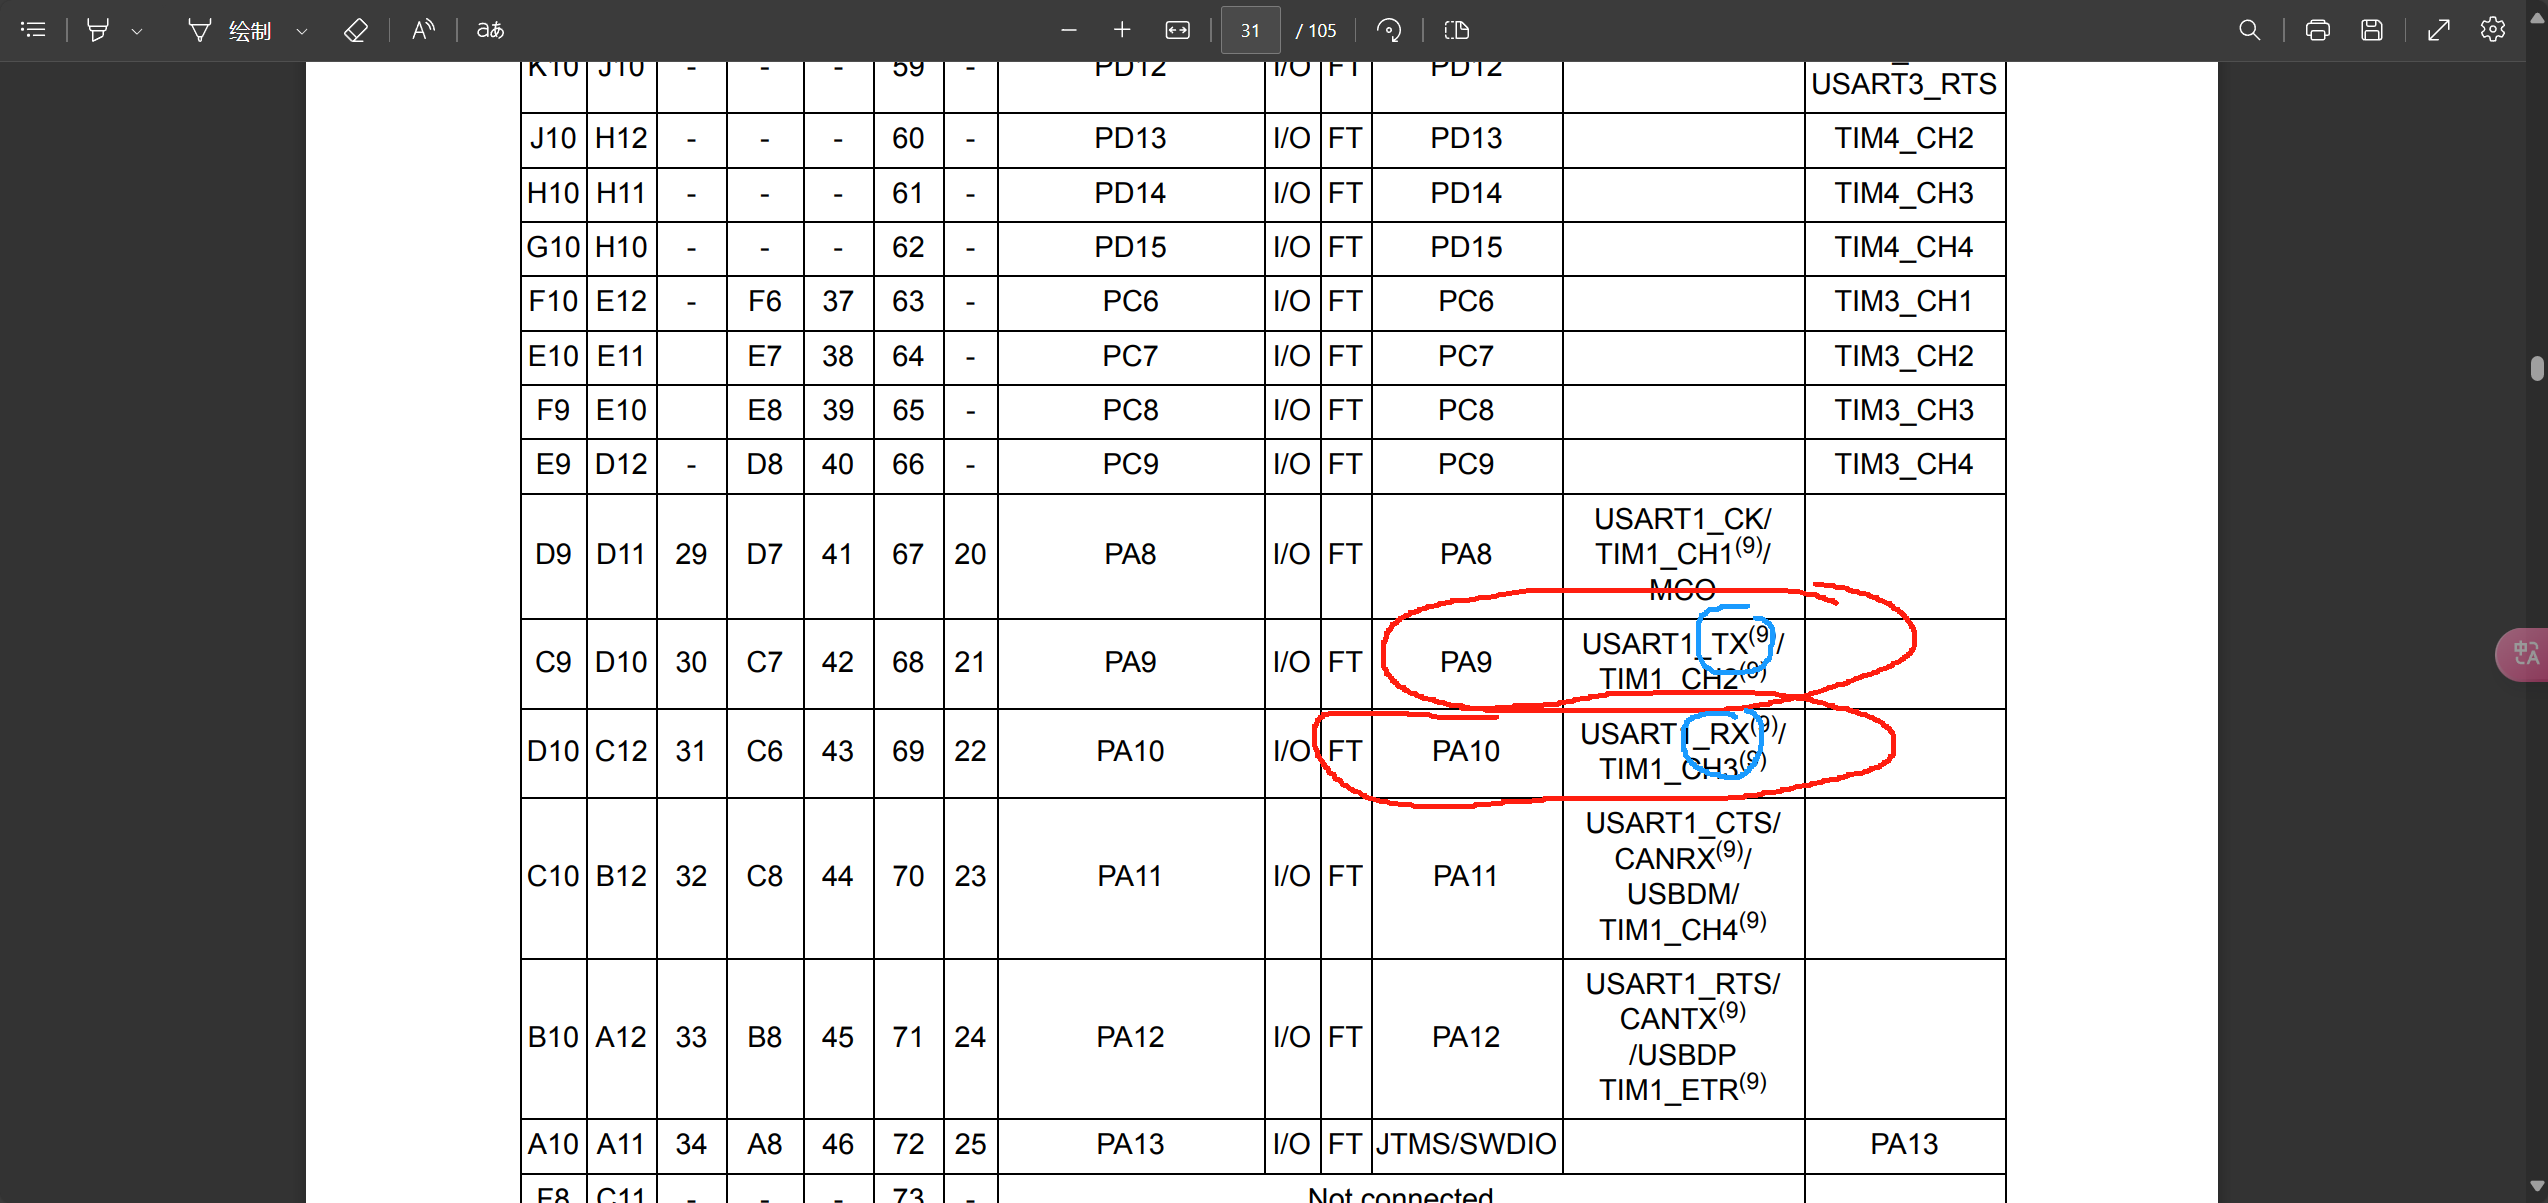 绘制 aあ 31 / 105
K10 J10 - - - 59 - PD12 I/O FT PD12 USART3_RTS
J10 H12 - - - 60 - PD13 I/O FT PD13 TIM4_CH2
H10 H11 - - - 61 - PD14 I/O FT PD14 TIM4_CH3
G10 H10 - - - 62 - PD15 I/O FT PD15 TIM4_CH4
F10 E12 - F6 37 63 - PC6 I/O FT PC6 TIM3_CH1
E10 E11 E7 38 64 - PC7 I/O FT PC7 TIM3_CH2
F9 E10 E8 39 65 - PC8 I/O FT PC8 TIM3_CH3
E9 D12 - D8 40 66 - PC9 I/O FT PC9 TIM3_CH4
D9 D11 29 D7 41 67 20 PA8 I/O FT PA8 USART1_CK/
TIM1_CH1(9)/
MCO
C9 D10 30 C7 42 68 21 PA9 I/O FT PA9 USART1_TX(9)/
TIM1_CH2(9)
D10 C12 31 C6 43 69 22 PA10 I/O FT PA10 USART1_RX(9)/
TIM1_CH3(9)
C10 B12 32 C8 44 70 23 PA11 I/O FT PA11 USART1_CTS/
CANRX(9)/
USBDM/
TIM1_CH4(9)
B10 A12 33 B8 45 71 24 PA12 I/O FT PA12 USART1_RTS/
CANTX(9)
/USBDP
TIM1_ETR(9)
A10 A11 34 A8 46 72 25 PA13 I/O FT JTMS/SWDIO PA13
F8 C11 - - - 73 - Not connected